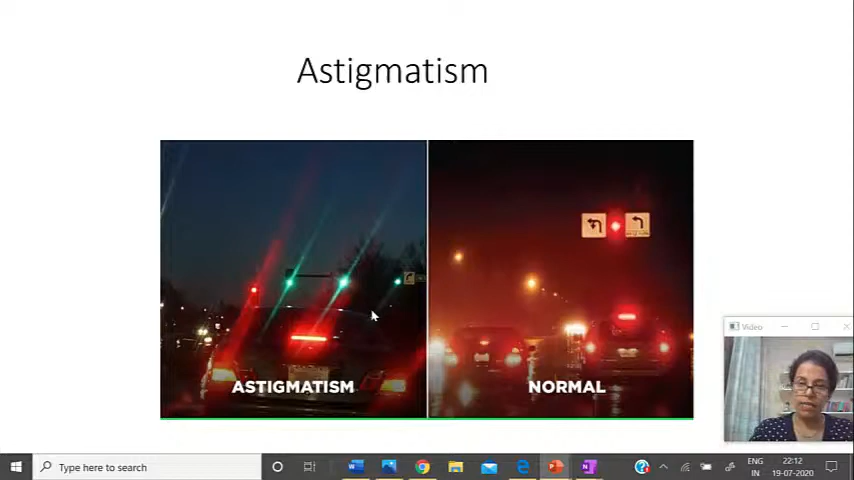 Astigmatism
ASTIGMATISM
NORMAL
Video
Type here to search
ENG
22:12
IN
19-07-2020